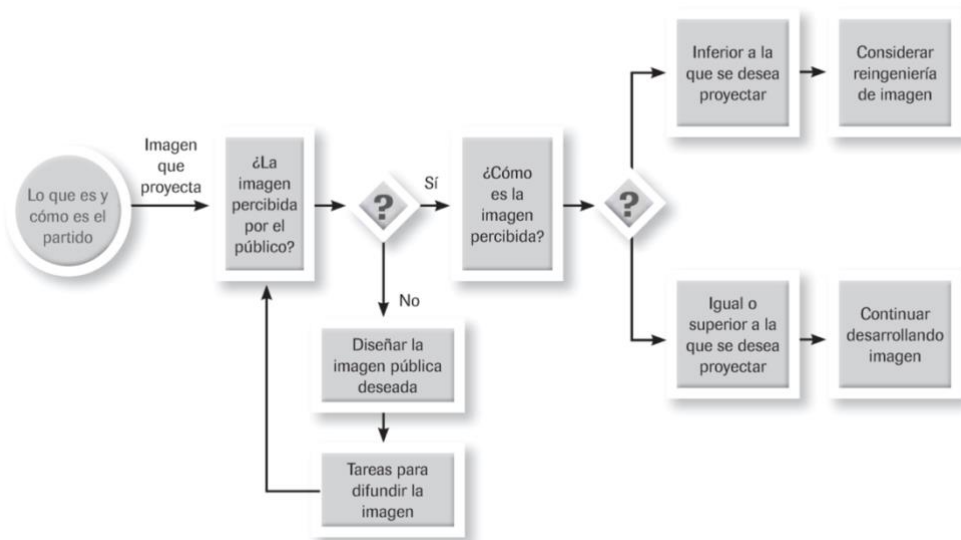 Lo que es y
cómo es el
partido
Imagen
que
proyecta
¿La
imagen
percibida
por el
público?
?
Sí
No
Diseñar la
imagen pública
deseada
Tareas para
difundir la
imagen
¿Cómo
es la
imagen
percibida?
?
Inferior a la
que se desea
proyectar
Considerar
reingeniería
de imagen
Igual o
superior a la
que se desea
proyectar
Continuar
desarrollando
imagen